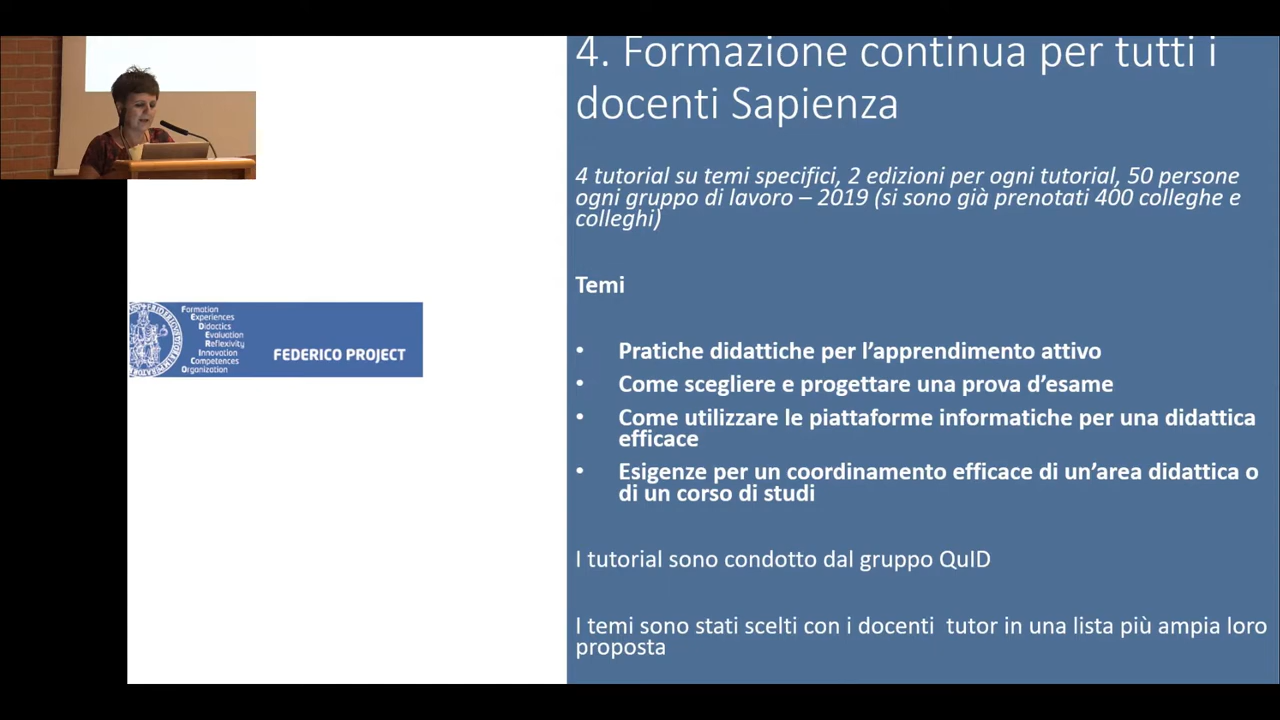 4. Formazione continua per tutti i
docenti Sapienza
4 tutorial su temi specifici, 2 edizioni per ogni tutorial, 50 persone
ogni gruppo di lavoro – 2019 (si sono già prenotati 400 colleghe e
colleghi)
Temi
• Pratiche didattiche per l’apprendimento attivo
• Come scegliere e progettare una prova d’esame
• Come utilizzare le piattaforme informatiche per una didattica
efficace
• Esigenze per un coordinamento efficace di un’area didattica o
di un corso di studi
I tutorial sono condotto dal gruppo QuID
I temi sono stati scelti con i docenti  tutor in una lista più ampia loro
proposta
Formation
Experiences
Didactics
Evaluation
Reflexivity
Innovation
Competences
Organization
FEDERICO PROJECT